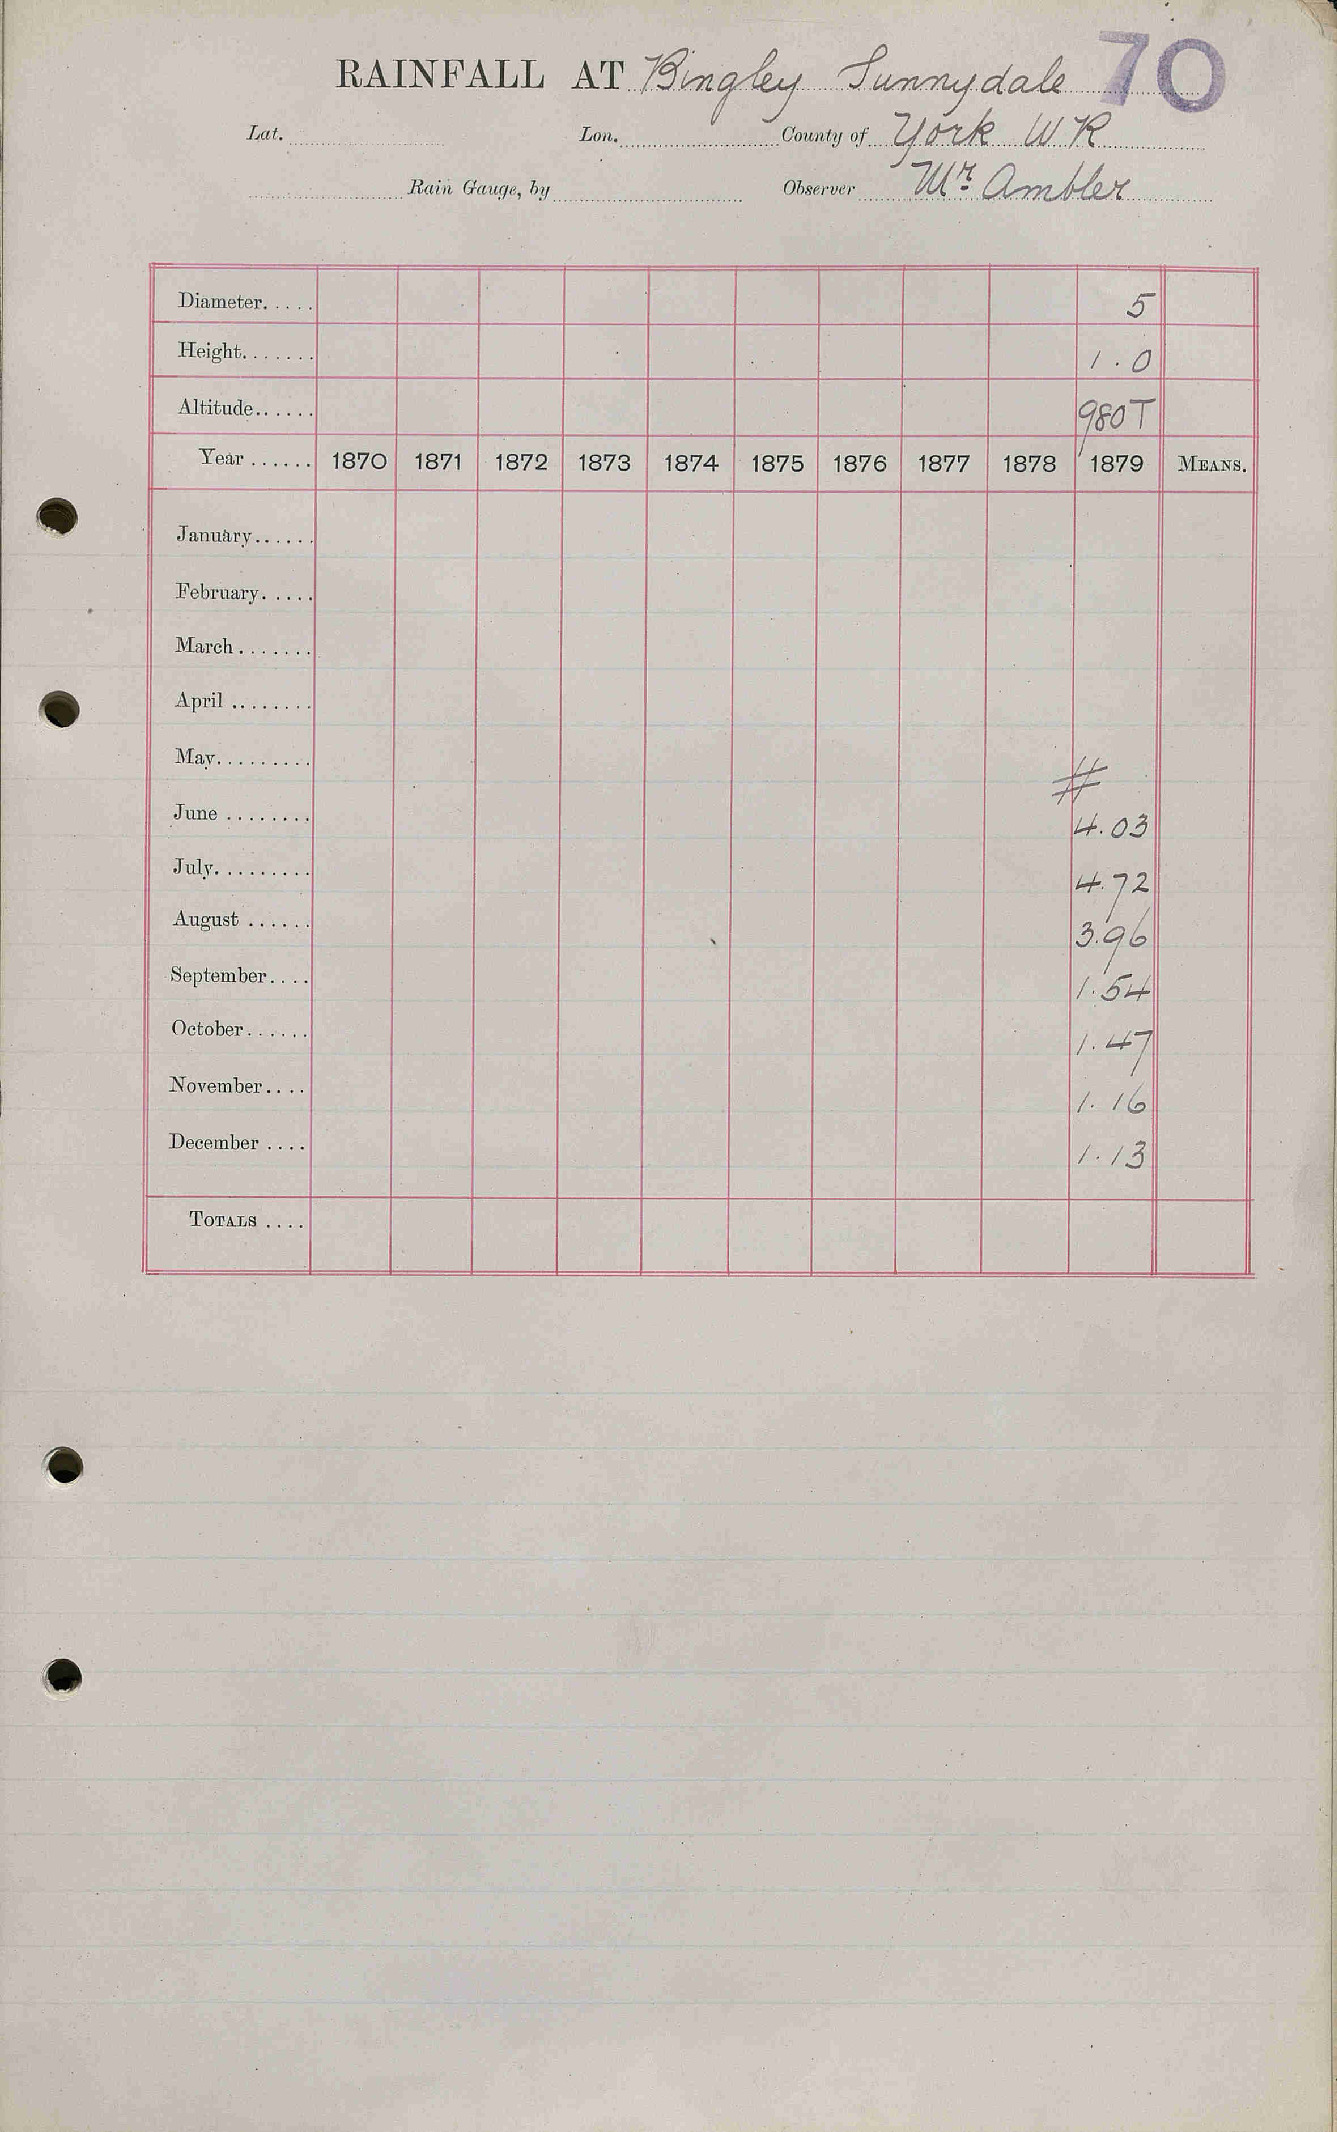 70
RAINFALL AT Bingley Sunnydale
Lat. Lon. County of York W R
Rain Gauge, by Observer Mr. Ambler
Diameter..... 5
Height....... 1.0
Altitude...... 980T
Year ...... 1870 1871 1872 1873 1874 1875 1876 1877 1878 1879 MEANS.
January......
February.....
March.......
April ........
May.........
#
June ........ 4.03
July......... 4.72
August ...... 3.96
September.... 1.54
October...... 1.47
November.... 1.16
December .... 1.13
TOTALS ....